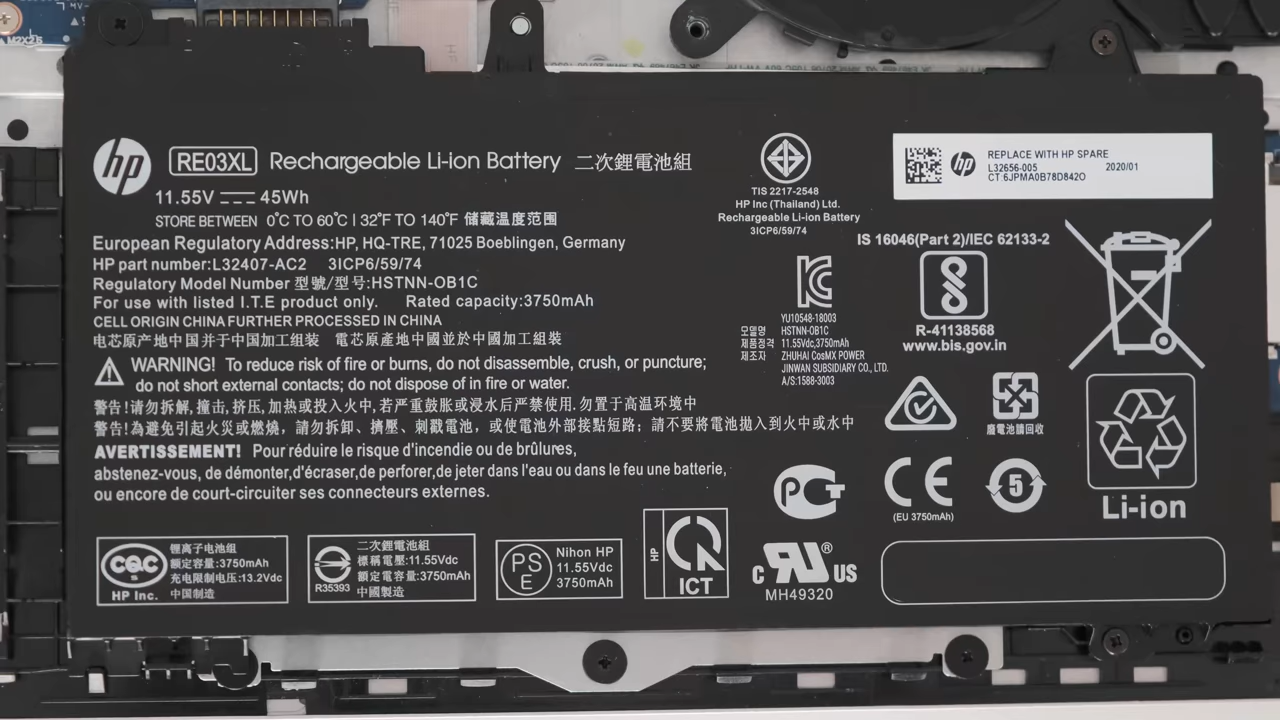 hp RE03XL Rechargeable Li-ion Battery 二次鋰電池組
11.55V 45Wh
STORE BETWEEN 0°C TO 60°C | 32°F TO 140°F 储藏温度范围
European Regulatory Address:HP, HQ-TRE, 71025 Boeblingen, Germany
HP part number:L32407-AC2 3ICP6/59/74
Regulatory Model Number 型號/型号:HSTNN-OB1C
For use with listed I.T.E product only. Rated capacity:3750mAh
CELL ORIGIN CHINA FURTHER PROCESSED IN CHINA
电芯原产地中国并于中国加工组装 電芯原產地中國並於中國加工組裝
WARNING! To reduce risk of fire or burns, do not disassemble, crush, or puncture;
do not short external contacts; do not dispose of in fire or water.
警告!请勿拆解,撞击,挤压,加热或投入火中,若严重鼓胀或浸水后严禁使用.勿置于高温环境中
警告!為避免引起火災或燃燒，請勿拆卸、擠壓、刺戳電池，或使電池外部接點短路；請不要將電池拋入到火中或水中
AVERTISSEMENT! Pour réduire le risque d'incendie ou de brûlures,
abstenez-vous, de démonter,d'écraser,de perforer,de jeter dans l'eau ou dans le feu une batterie,
ou encore de court-circuiter ses connecteurs externes.
TIS 2217-2548
HP Inc (Thailand) Ltd.
Rechargeable Li-ion Battery
3ICP6/59/74
hp REPLACE WITH HP SPARE
L32656-005 2020/01
CT:6JPMA0B78D842O
IS 16046(Part 2)/IEC 62133-2
R-41138568
www.bis.gov.in
YU10548-18003
모델명 HSTNN-OB1C
제품정격 11.55Vdc,3750mAh
제조자 ZHUHAI CosMX POWER
JINWAN SUBSIDIARY CO., LTD.
A/S:1588-3003
廢電池請回收
(EU 3750mAh)
5
Li-ion
CQC
HP Inc.
锂离子电池组
额定容量:3750mAh
充电限制电压:13.2Vdc
中国制造
R35393
二次鋰電池組
標稱電壓:11.55Vdc
額定電容量:3750mAh
中國製造
PS
E
Nihon HP
11.55Vdc
3750mAh
HP
ICT
c RU US ®
MH49320